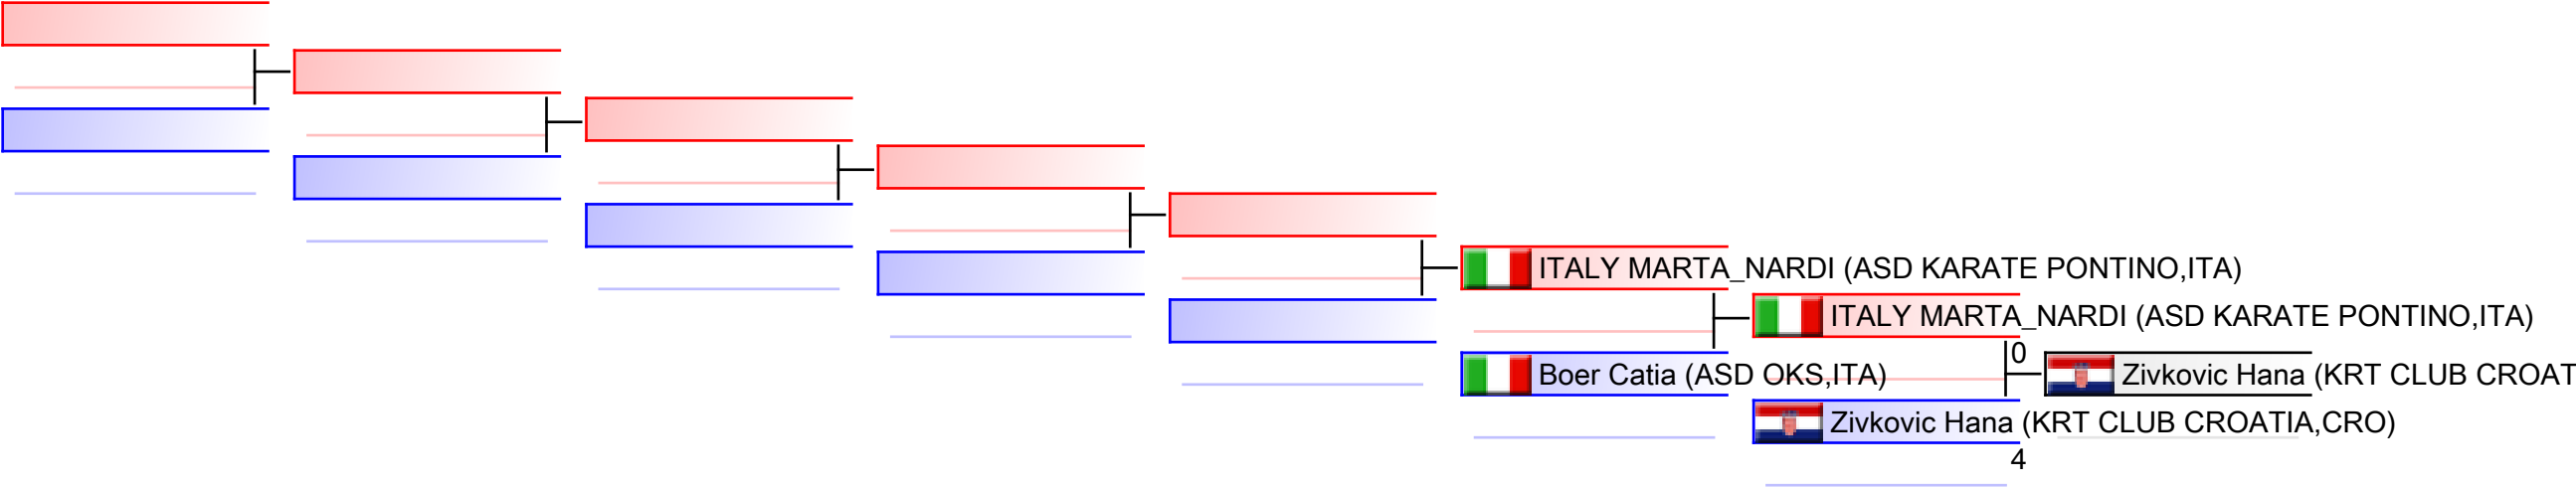 ITALY MARTA_NARDI (ASD KARATE PONTINO,ITA)
ITALY MARTA_NARDI (ASD KARATE PONTINO,ITA)
0
Boer Catia (ASD OKS,ITA)
Zivkovic Hana (KRT CLUB CROAT
Zivkovic Hana (KRT CLUB CROATIA,CRO)
4